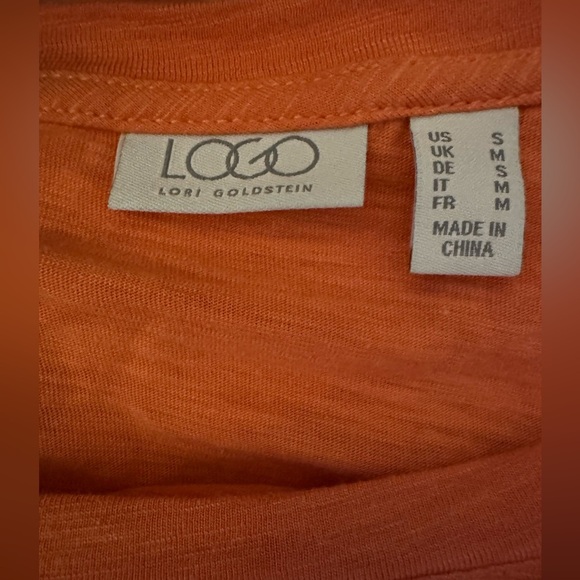 LOGO
LORI GOLDSTEIN
US S
UK M
DE S
IT M
FR M
MADE IN
CHINA